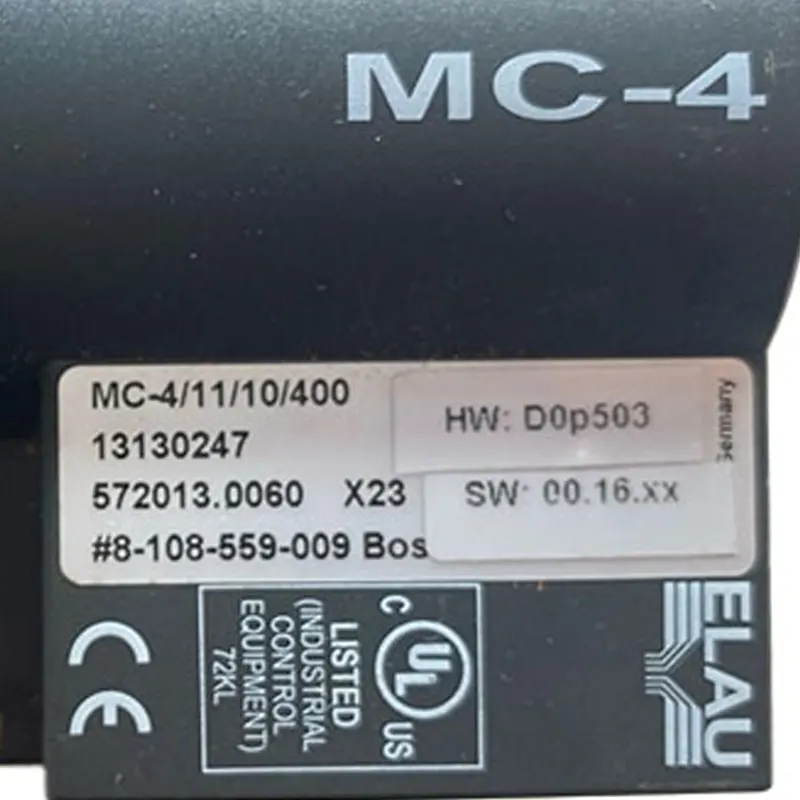 MC-4
MC-4/11/10/400
HW: D0p503
13130247
572013.0060 X23
SW: 00.16.xx
#8-108-559-009 Bos
CE
LISTED
(INDUSTRIAL
CONTROL
EQUIPMENT)
72KL
C UL US
ELAU